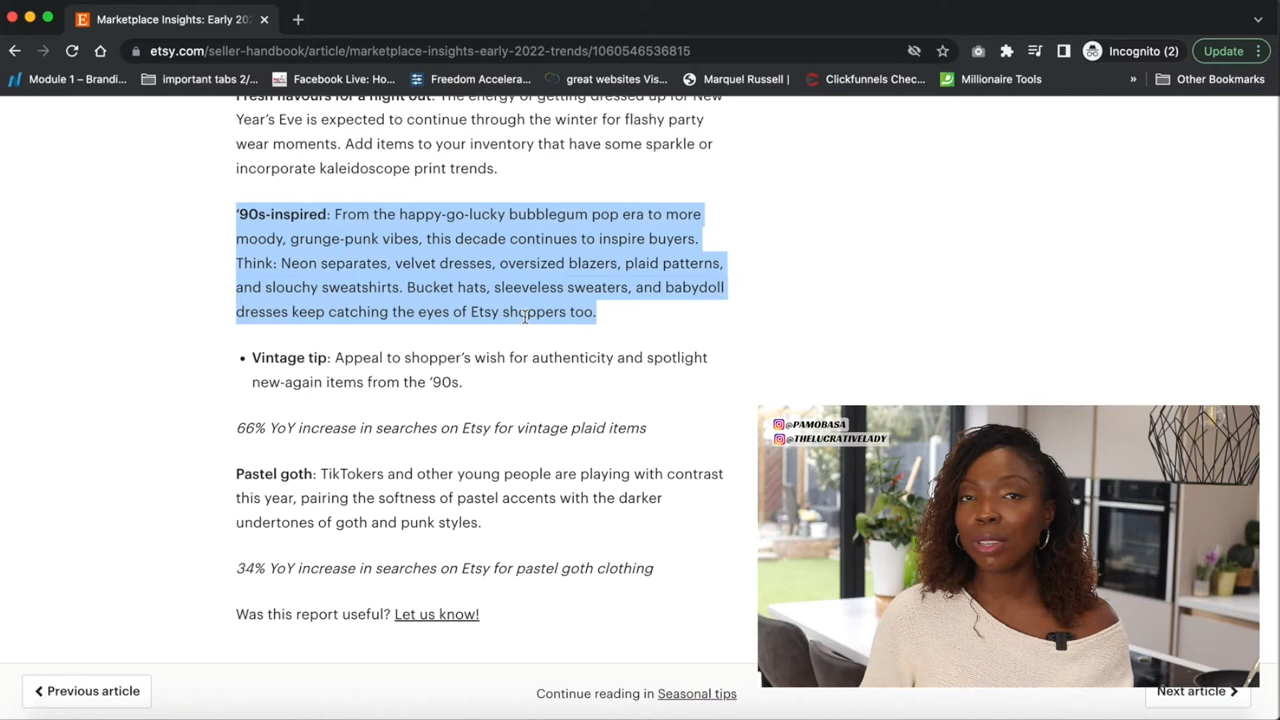 Marketplace Insights: Early 202
etsy.com/seller-handbook/article/marketplace-insights-early-2022-trends/1060546536815
Incognito (2)
Update
Module 1 – Brandi...
important tabs 2/...
Facebook Live: Ho...
Freedom Accelera...
great websites Vis...
Marquel Russell |
Clickfunnels Chec...
Millionaire Tools
»
Other Bookmarks
Fresh flavours for a night out: The energy of getting dressed up for New
Year's Eve is expected to continue through the winter for flashy party
wear moments. Add items to your inventory that have some sparkle or
incorporate kaleidoscope print trends.
'90s-inspired: From the happy-go-lucky bubblegum pop era to more
moody, grunge-punk vibes, this decade continues to inspire buyers.
Think: Neon separates, velvet dresses, oversized blazers, plaid patterns,
and slouchy sweatshirts. Bucket hats, sleeveless sweaters, and babydoll
dresses keep catching the eyes of Etsy shoppers too.
• Vintage tip: Appeal to shopper's wish for authenticity and spotlight
new-again items from the '90s.
66% YoY increase in searches on Etsy for vintage plaid items
Pastel goth: TikTokers and other young people are playing with contrast
this year, pairing the softness of pastel accents with the darker
undertones of goth and punk styles.
34% YoY increase in searches on Etsy for pastel goth clothing
Was this report useful? Let us know!
@PAMOBASA
@THELUCRATIVELADY
Previous article
Continue reading in Seasonal tips
Next article